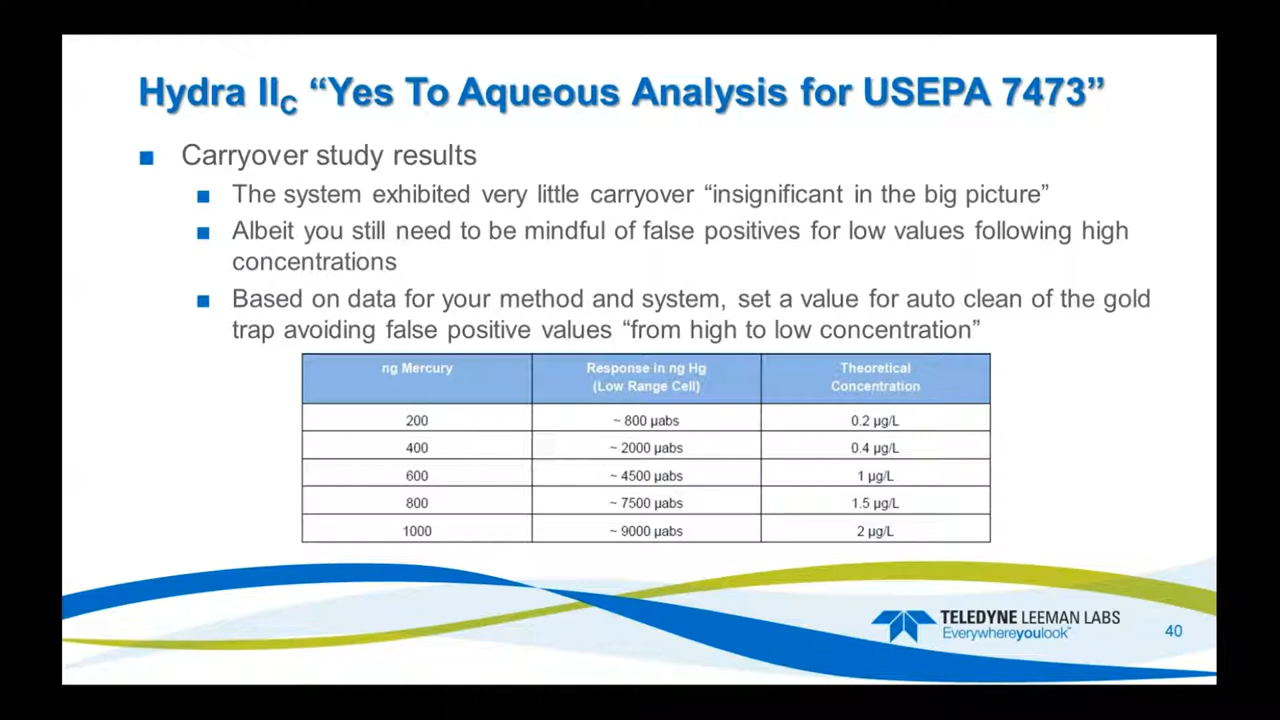 Hydra IIC “Yes To Aqueous Analysis for USEPA 7473”
■ Carryover study results
■ The system exhibited very little carryover “insignificant in the big picture”
■ Albeit you still need to be mindful of false positives for low values following high
concentrations
■ Based on data for your method and system, set a value for auto clean of the gold
trap avoiding false positive values “from high to low concentration”
ng Mercury Response in ng Hg Theoretical
(Low Range Cell) Concentration
200 ~ 800 µabs 0.2 µg/L
400 ~ 2000 µabs 0.4 µg/L
600 ~ 4500 µabs 1 µg/L
800 ~ 7500 µabs 1.5 µg/L
1000 ~ 9000 µabs 2 µg/L
TELEDYNE LEEMAN LABS
Everywhereyoulook™
40